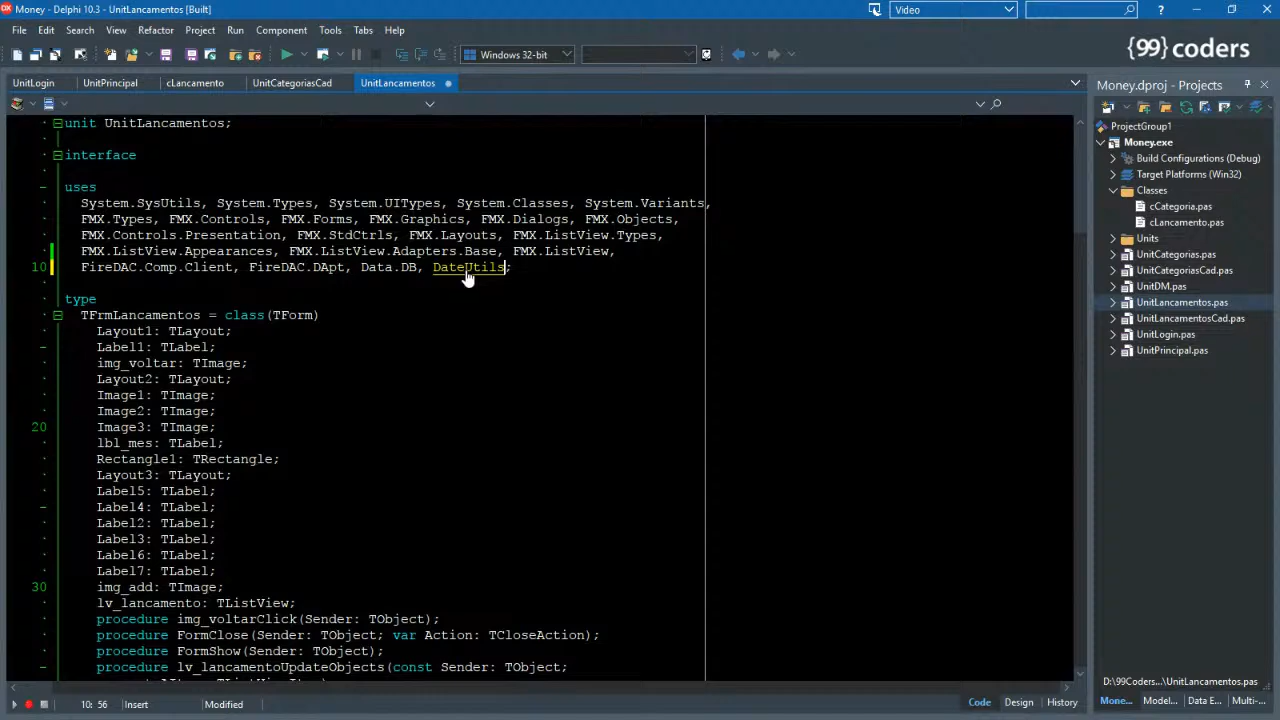 Money - Delphi 10.3 - UnitLancamentos [Built]
Video
?
File Edit Search View Refactor Project Run Component Tools Tabs Help
Windows 32-bit
{99} coders
UnitLogin UnitPrincipal cLancamento UnitCategoriasCad UnitLancamentos
Money.dproj - Projects
unit UnitLancamentos;
interface
uses
System.SysUtils, System.Types, System.UITypes, System.Classes, System.Variants,
FMX.Types, FMX.Controls, FMX.Forms, FMX.Graphics, FMX.Dialogs, FMX.Objects,
FMX.Controls.Presentation, FMX.StdCtrls, FMX.Layouts, FMX.ListView.Types,
FMX.ListView.Appearances, FMX.ListView.Adapters.Base, FMX.ListView,
10 FireDAC.Comp.Client, FireDAC.DApt, Data.DB, DateUtils;
type
TFrmLancamentos = class(TForm)
Layout1: TLayout;
Label1: TLabel;
img_voltar: TImage;
Layout2: TLayout;
Image1: TImage;
Image2: TImage;
20 Image3: TImage;
lbl_mes: TLabel;
Rectangle1: TRectangle;
Layout3: TLayout;
Label5: TLabel;
Label4: TLabel;
Label2: TLabel;
Label3: TLabel;
Label6: TLabel;
Label7: TLabel;
30 img_add: TImage;
lv_lancamento: TListView;
procedure img_voltarClick(Sender: TObject);
procedure FormClose(Sender: TObject; var Action: TCloseAction);
procedure FormShow(Sender: TObject);
procedure lv_lancamentoUpdateObjects(const Sender: TObject;
ProjectGroup1
Money.exe
Build Configurations (Debug)
Target Platforms (Win32)
Classes
cCategoria.pas
cLancamento.pas
Units
UnitCategorias.pas
UnitCategoriasCad.pas
UnitDM.pas
UnitLancamentos.pas
UnitLancamentosCad.pas
UnitLogin.pas
UnitPrincipal.pas
D:\99Coders...\UnitLancamentos.pas
10: 56 Insert Modified
Code Design History
Mone... Model... Data E... Multi-...